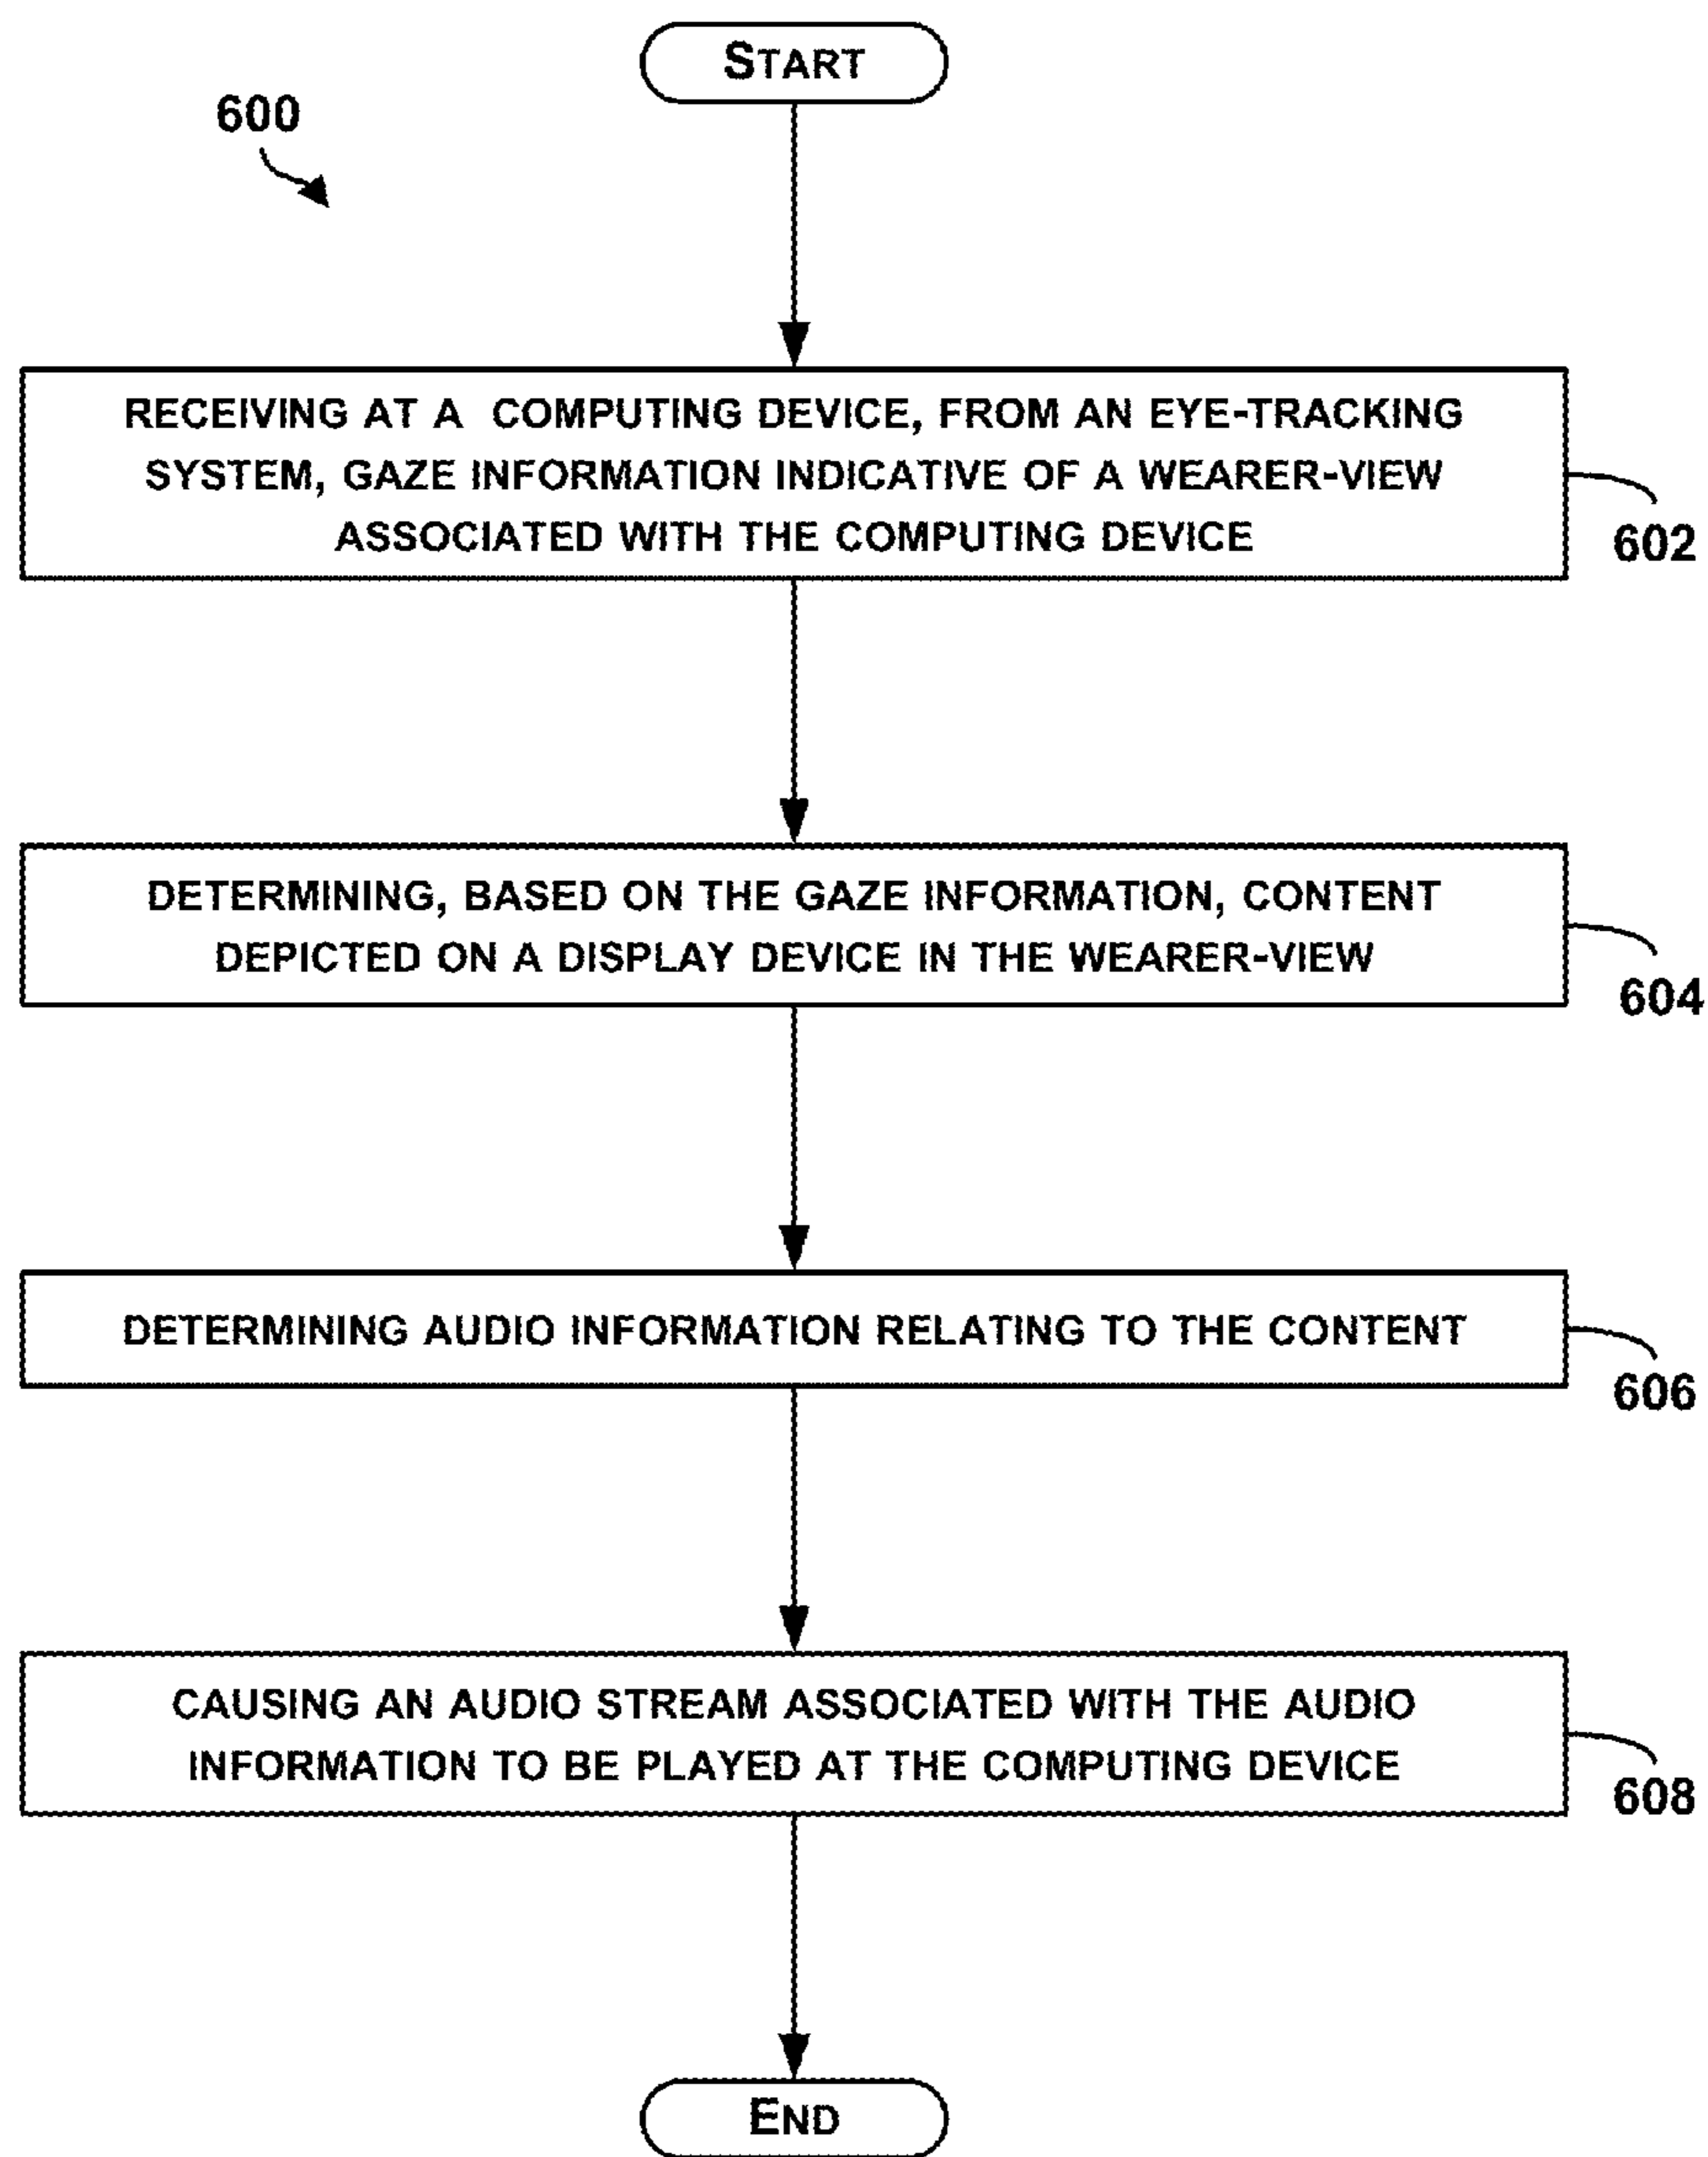 START
600
RECEIVING AT A COMPUTING DEVICE, FROM AN EYE-TRACKING
SYSTEM, GAZE INFORMATION INDICATIVE OF A WEARER-VIEW
ASSOCIATED WITH THE COMPUTING DEVICE
602
DETERMINING, BASED ON THE GAZE INFORMATION, CONTENT
DEPICTED ON A DISPLAY DEVICE IN THE WEARER-VIEW
604
DETERMINING AUDIO INFORMATION RELATING TO THE CONTENT
606
CAUSING AN AUDIO STREAM ASSOCIATED WITH THE AUDIO
INFORMATION TO BE PLAYED AT THE COMPUTING DEVICE
608
END